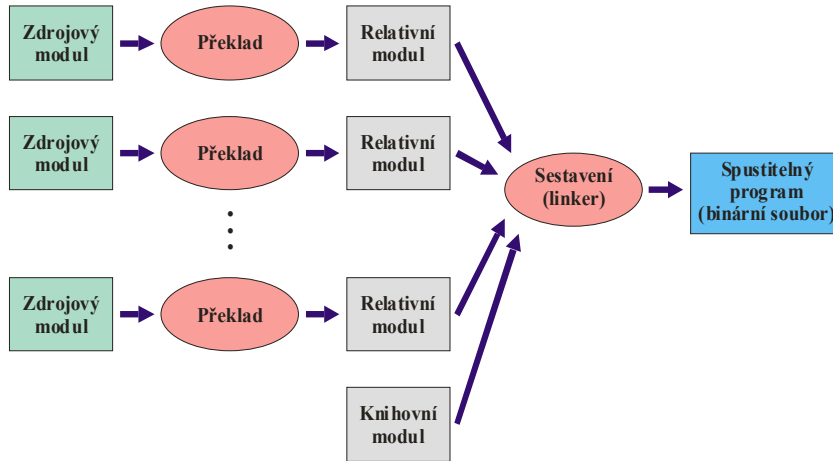 Zdrojový
modul
Překlad
Relativní
modul
Zdrojový
modul
Překlad
Relativní
modul
Sestavení
(linker)
Spustitelný
program
(binární soubor)
Zdrojový
modul
Překlad
Relativní
modul
Knihovní
modul